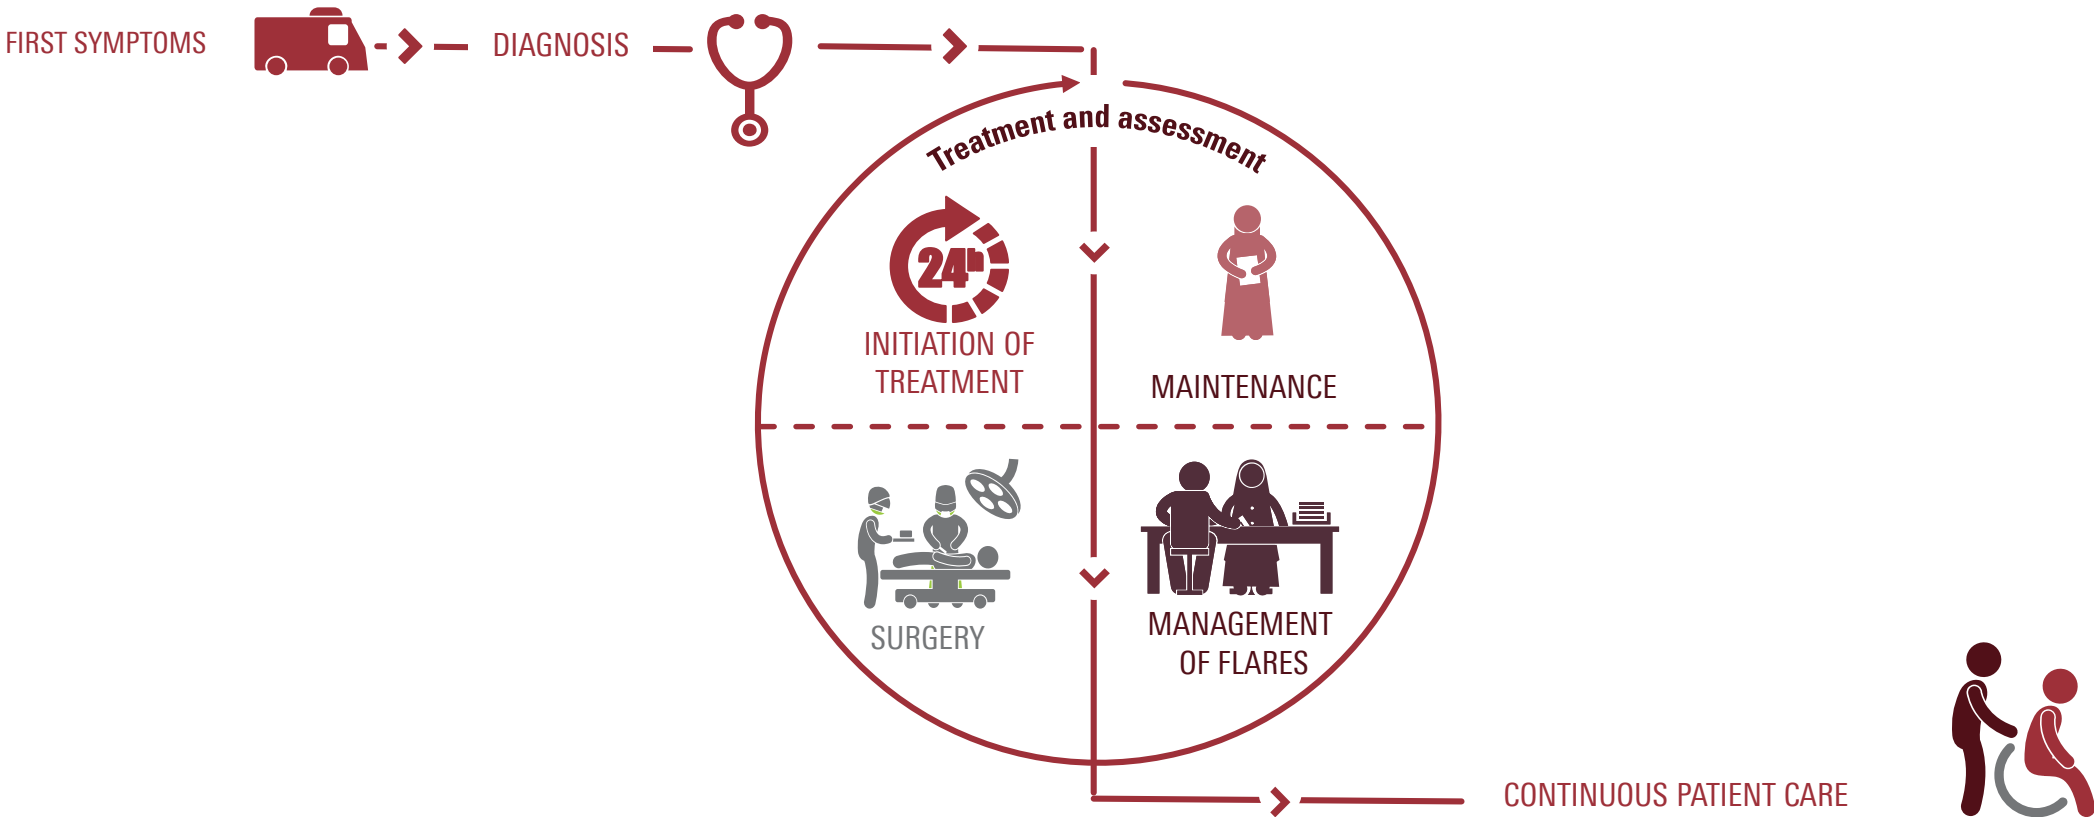 FIRST SYMPTOMS
DIAGNOSIS
Treatment and assessment
24h
INITIATION OF
TREATMENT
MAINTENANCE
SURGERY
MANAGEMENT
OF FLARES
CONTINUOUS PATIENT CARE